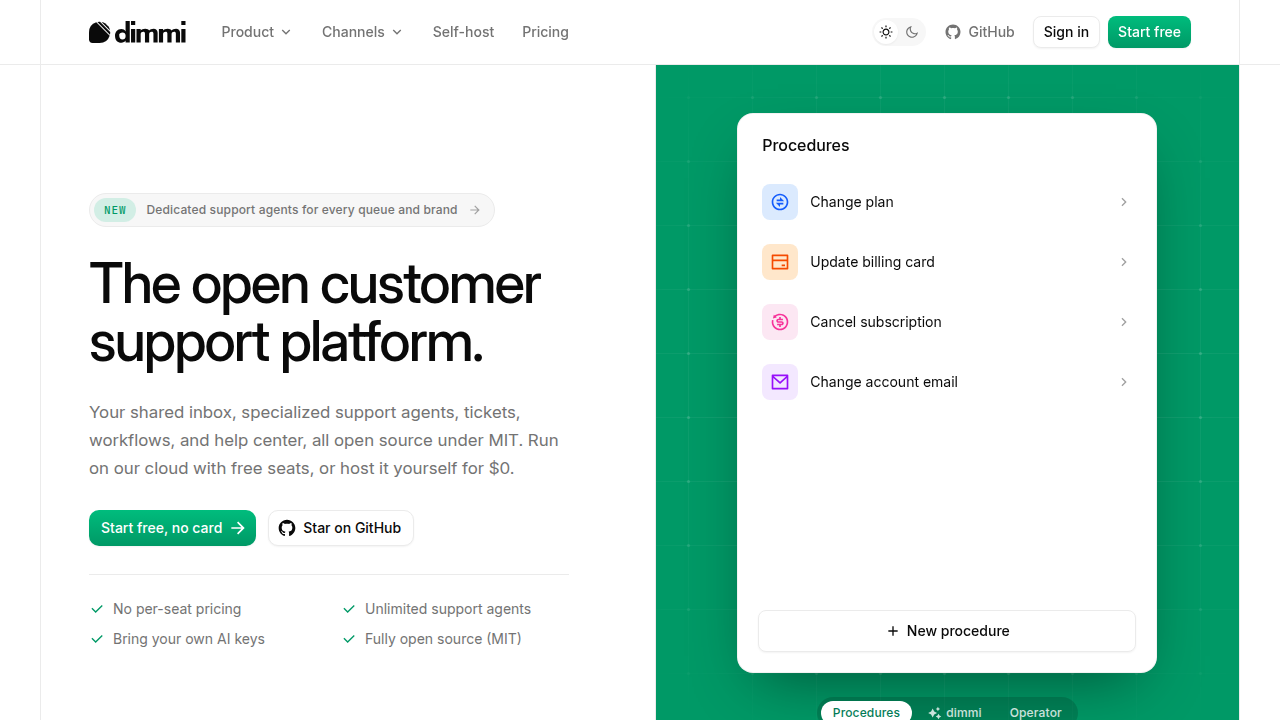 dimmi
Product
Channels
Self-host
Pricing
GitHub
Sign in
Start free
NEW Dedicated support agents for every queue and brand
The open customer
support platform.
Your shared inbox, specialized support agents, tickets,
workflows, and help center, all open source under MIT. Run
on our cloud with free seats, or host it yourself for $0.
Start free, no card
Star on GitHub
No per-seat pricing
Unlimited support agents
Bring your own AI keys
Fully open source (MIT)
Procedures
Change plan
Update billing card
Cancel subscription
Change account email
New procedure
Procedures
dimmi
Operator